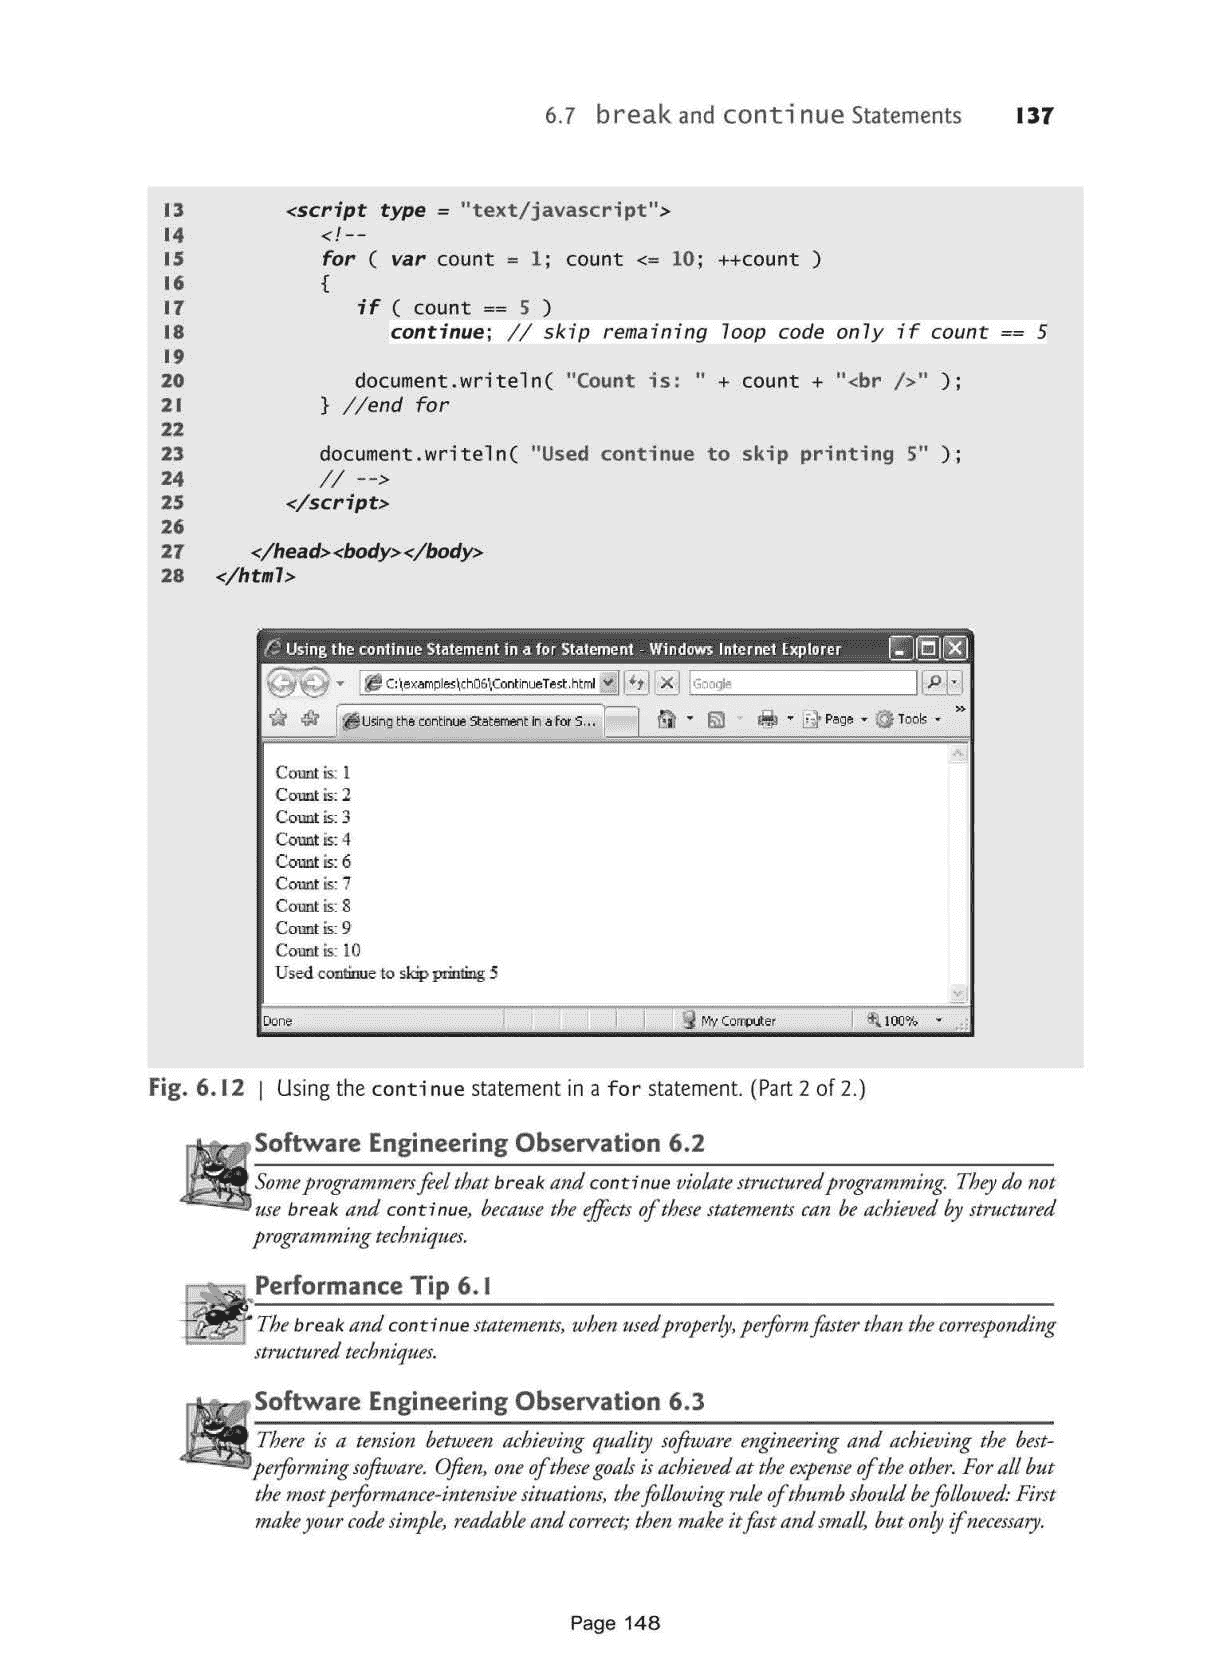 6.7 break and continue Statements 137
13 <script type = "text/javascript">
14 <!--
15 for ( var count = 1; count <= 10; ++count )
16 {
17 if ( count == 5 )
18 continue; // skip remaining loop code only if count == 5
19
20 document.writeln( "Count is: " + count + "<br />" );
21 } //end for
22
23 document.writeln( "Used continue to skip printing 5" );
24 // -->
25 </script>
26
27 </head><body></body>
28 </html>
Using the continue Statement in a for Statement - Windows Internet Explorer
C:\examples\ch06\ContinueTest.html Google
Using the continue Statement in a for S... Page Tools »
Count is: 1
Count is: 2
Count is: 3
Count is: 4
Count is: 6
Count is: 7
Count is: 8
Count is: 9
Count is: 10
Used continue to skip printing 5
Done My Computer 100%
Fig. 6.12 | Using the continue statement in a for statement. (Part 2 of 2.)
Software Engineering Observation 6.2
Some programmers feel that break and continue violate structured programming. They do not
use break and continue, because the effects of these statements can be achieved by structured
programming techniques.
Performance Tip 6.1
The break and continue statements, when used properly, perform faster than the corresponding
structured techniques.
Software Engineering Observation 6.3
There is a tension between achieving quality software engineering and achieving the best-
performing software. Often, one of these goals is achieved at the expense of the other. For all but
the most performance-intensive situations, the following rule of thumb should be followed: First
make your code simple, readable and correct; then make it fast and small, but only if necessary.
Page 148